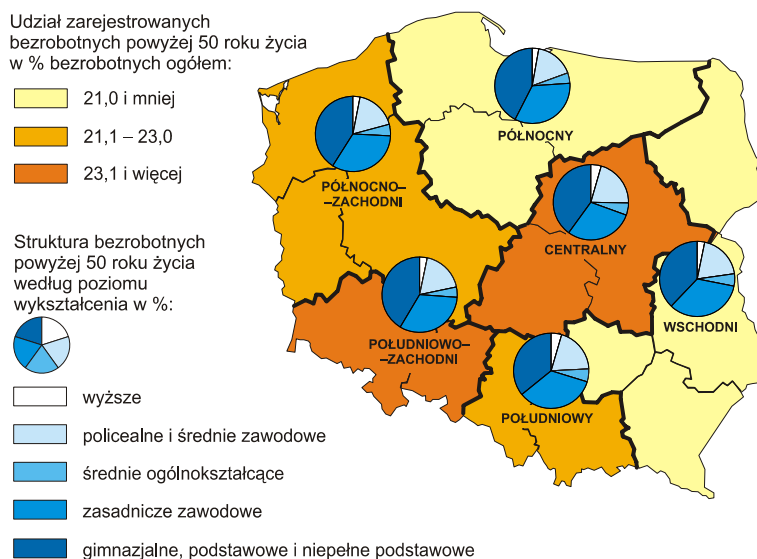 Udział zarejestrowanych
bezrobotnych powyżej 50 roku życia
w % bezrobotnych ogółem:
21,0 i mniej
21,1 – 23,0
23,1 i więcej
Struktura bezrobotnych
powyżej 50 roku życia
według poziomu
wykształcenia w %:
wyższe
policealne i średnie zawodowe
średnie ogólnokształcące
zasadnicze zawodowe
gimnazjalne, podstawowe i niepełne podstawowe
PÓŁNOCNY
PÓŁNOCNO–
–ZACHODNI
CENTRALNY
WSCHODNI
POŁUDNIOWO–
–ZACHODNI
POŁUDNIOWY